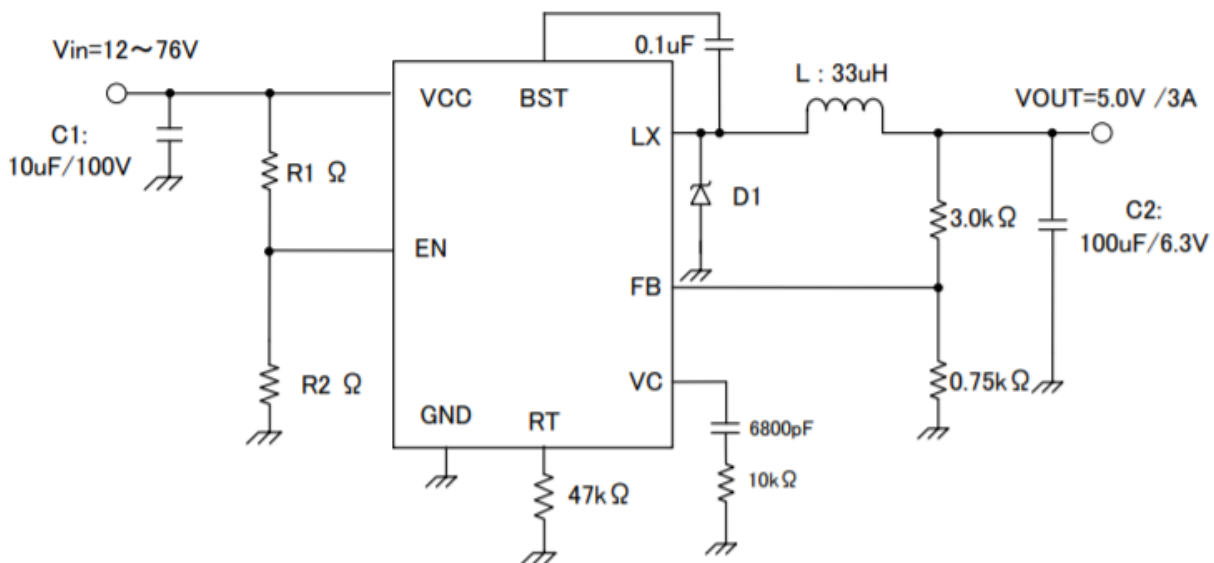 Vin=12～76V
0.1uF
L : 33uH
VCC
BST
VOUT=5.0V /3A
C1:
10uF/100V
LX
R1 Ω
D1
3.0kΩ
C2:
100uF/6.3V
EN
FB
R2 Ω
VC
0.75kΩ
GND
RT
6800pF
10kΩ
47kΩ